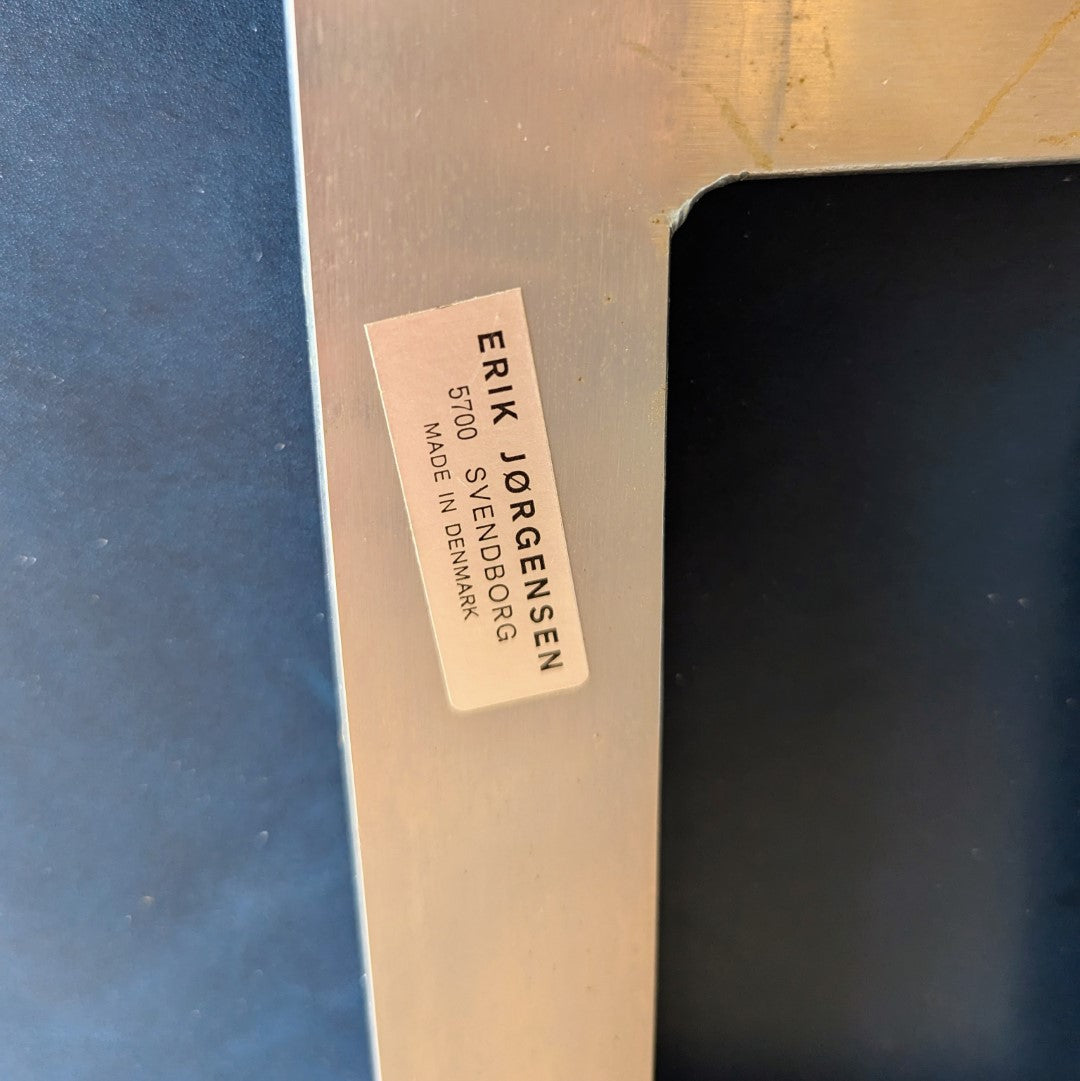 ERIK JØRGENSEN
5700 SVENDBORG
MADE IN DENMARK